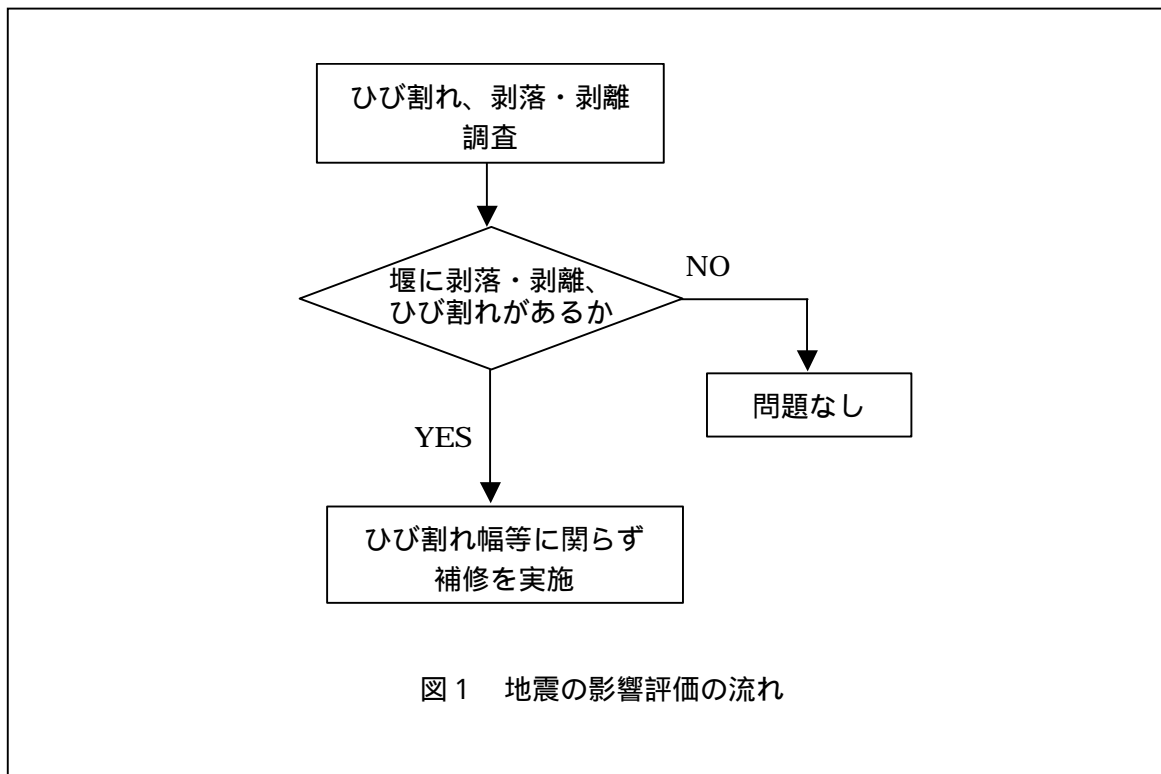 ひび割れ、剥落・剥離
調査
堰に剥落・剥離、
ひび割れがあるか
NO
問題なし
YES
ひび割れ幅等に関らず
補修を実施
図1　地震の影響評価の流れ